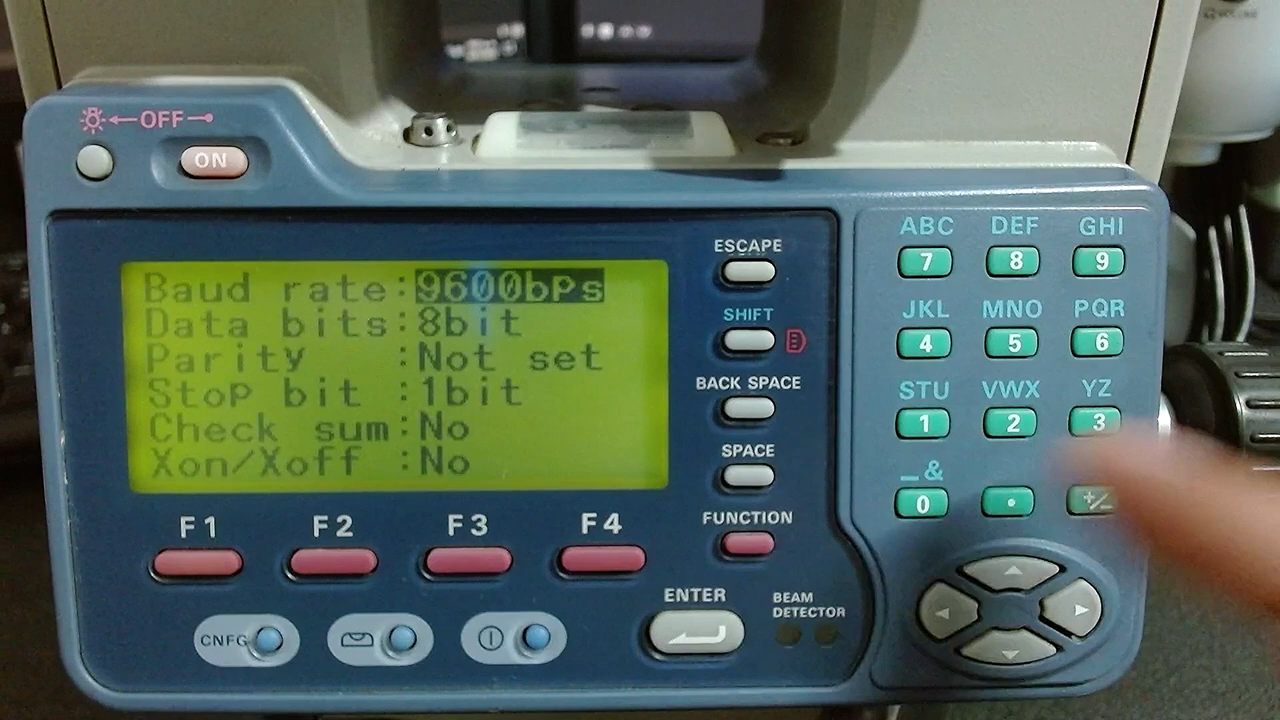 OFF
ON
Baud rate:9600bps
Data bits:8bit
Parity :Not set
Stop bit :1bit
Check sum:No
Xon/Xoff :No
F1 F2 F3 F4
CNFG
ESCAPE
SHIFT
BACK SPACE
SPACE
FUNCTION
ENTER
BEAM
DETECTOR
ABC DEF GHI
7 8 9
JKL MNO PQR
4 5 6
STU VWX YZ
1 2 3
_&
0 . +/-